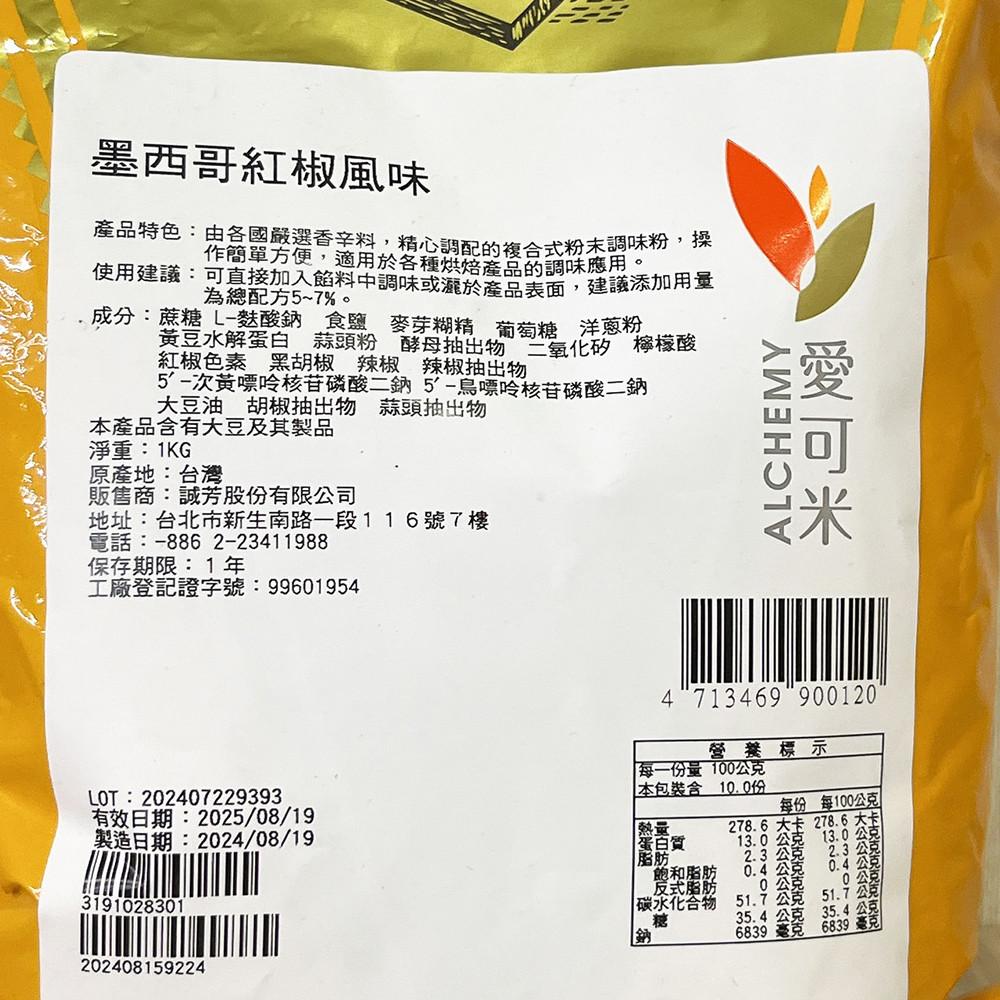 墨西哥紅椒風味
產品特色：由各國嚴選香辛料，精心調配的複合式粉末調味粉，操
作簡單方便，適用於各種烘焙產品的調味應用。
使用建議：可直接加入餡料中調味或灑於產品表面，建議添加用量
為總配方5~7%。
成分：蔗糖 L-麩酸鈉 食鹽 麥芽糊精 葡萄糖 洋蔥粉
黃豆水解蛋白 蒜頭粉 酵母抽出物 二氧化矽 檸檬酸
紅椒色素 黑胡椒 辣椒 辣椒抽出物
5′-次黃嘌呤核苷磷酸二鈉 5′-鳥嘌呤核苷磷酸二鈉
大豆油 胡椒抽出物 蒜頭抽出物
本產品含有大豆及其製品
淨重：1KG
原產地：台灣
販售商：誠芳股份有限公司
地址：台北市新生南路一段１１６號７樓
電話：-886 2-23411988
保存期限：１年
工廠登記證字號：99601954
ALCHEMY
愛可米
4 713469 900120
LOT：202407229393
有效日期：2025/08/19
製造日期：2024/08/19
3191028301
202408159224
營養標示
每一份量 100公克
本包裝含 10.0份
每份 每100公克
熱量 278.6 大卡 278.6 大卡
蛋白質 13.0 公克 13.0 公克
脂肪 2.3 公克 2.3 公克
飽和脂肪 0.4 公克 0.4 公克
反式脂肪 0 公克 0 公克
碳水化合物 51.7 公克 51.7 公克
糖 35.4 公克 35.4 公克
鈉 6839 毫克 6839 毫克